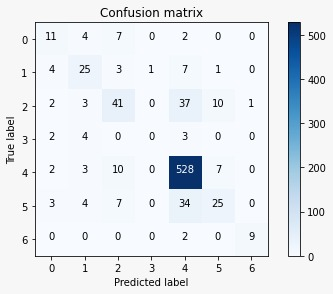 Confusion matrix
0 11 4 7 0 2 0 0
1 4 25 3 1 7 1 0
2 2 3 41 0 37 10 1
3 2 4 0 0 3 0 0
4 2 3 10 0 528 7 0
5 3 4 7 0 34 25 0
6 0 0 0 0 2 0 9
0 1 2 3 4 5 6
True label
Predicted label
500
400
300
200
100
0